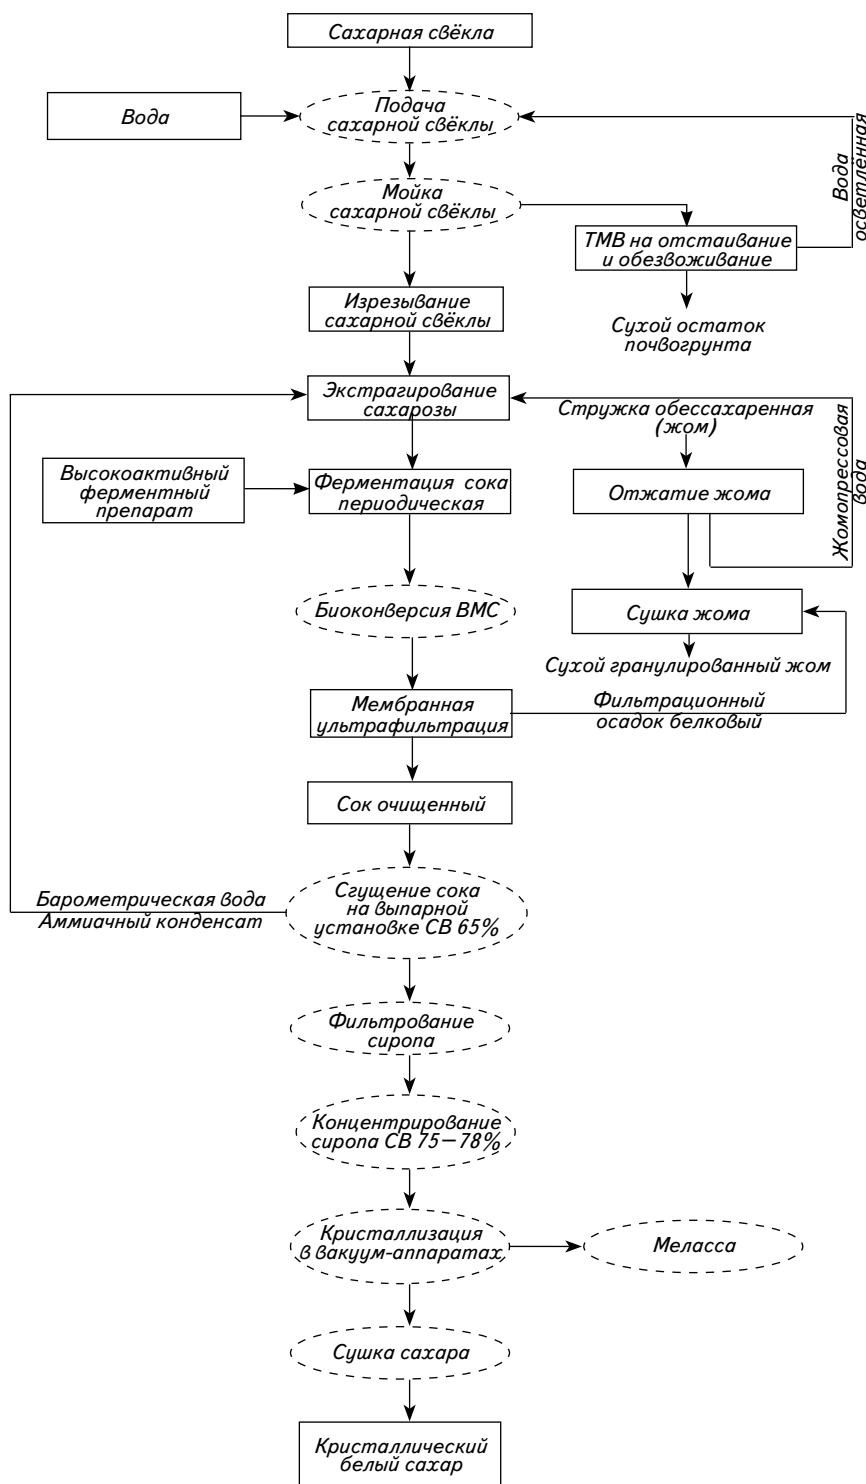 Сахарная свёкла
Подача
сахарной свёклы
Вода
Вода
осветлённая
Мойка
сахарной свёклы
ТМВ на отстаивание
и обезвоживание
Сухой остаток
почвогрунта
Изрезывание
сахарной свёклы
Экстрагирование
сахарозы
Стружка обессахаренная
(жом)
Высокоактивный
ферментный
препарат
Ферментация сока
периодическая
Отжатие жома
Жомопрессовая
вода
Биоконверсия ВМС
Сушка жома
Сухой гранулированный жом
Мембранная
ультрафильтрация
Фильтрационный
осадок белковый
Сок очищенный
Барометрическая вода
Аммиачный конденсат
Сгущение сока
на выпарной
установке СВ 65%
Фильтрование
сиропа
Концентрирование
сиропа СВ 75—78%
Кристаллизация
в вакуум-аппаратах
Меласса
Сушка сахара
Кристаллический
белый сахар